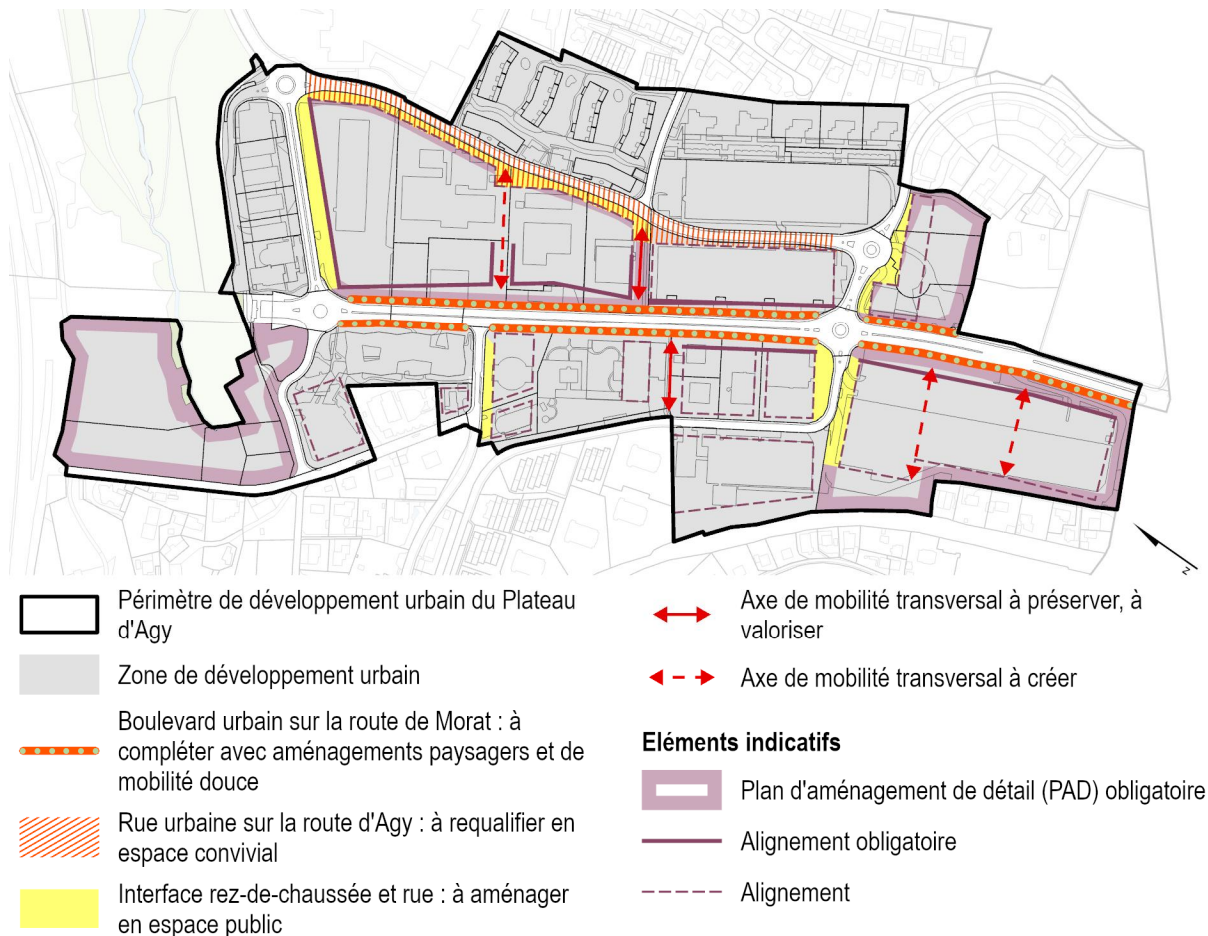 z
Périmètre de développement urbain du Plateau
d'Agy
Zone de développement urbain
Boulevard urbain sur la route de Morat : à
compléter avec aménagements paysagers et de
mobilité douce
Rue urbaine sur la route d'Agy : à requalifier en
espace convivial
Interface rez-de-chaussée et rue : à aménager
en espace public
Axe de mobilité transversal à préserver, à
valoriser
Axe de mobilité transversal à créer
Eléments indicatifs
Plan d'aménagement de détail (PAD) obligatoire
Alignement obligatoire
Alignement